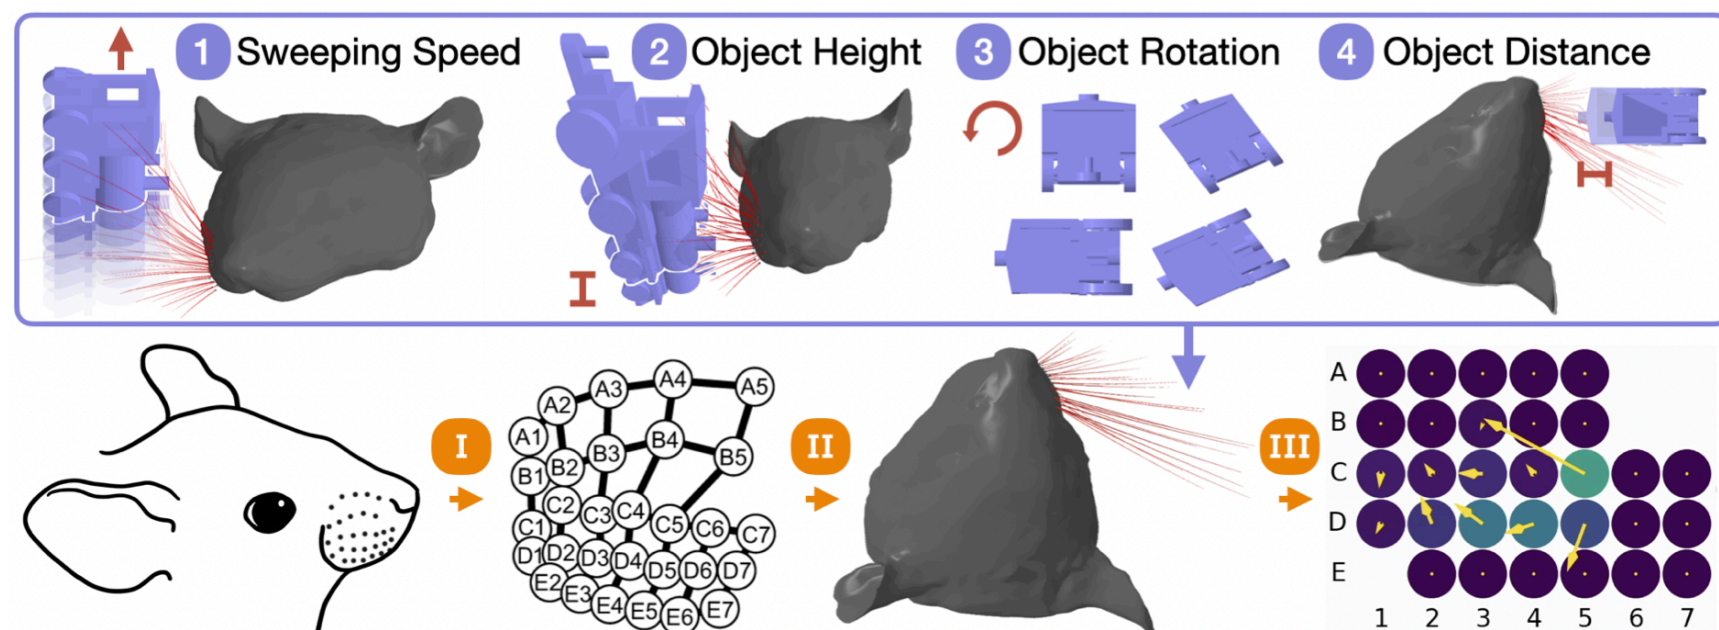 1 Sweeping Speed
2 Object Height
3 Object Rotation
4 Object Distance
I
II
III
A1 A2 A3 A4 A5
B1 B2 B3 B4 B5
C1 C2 C3 C4 C5 C6 C7
D1 D2 D3 D4 D5 D6 D7
E2 E3 E4 E5 E6 E7
A
B
C
D
E
1 2 3 4 5 6 7